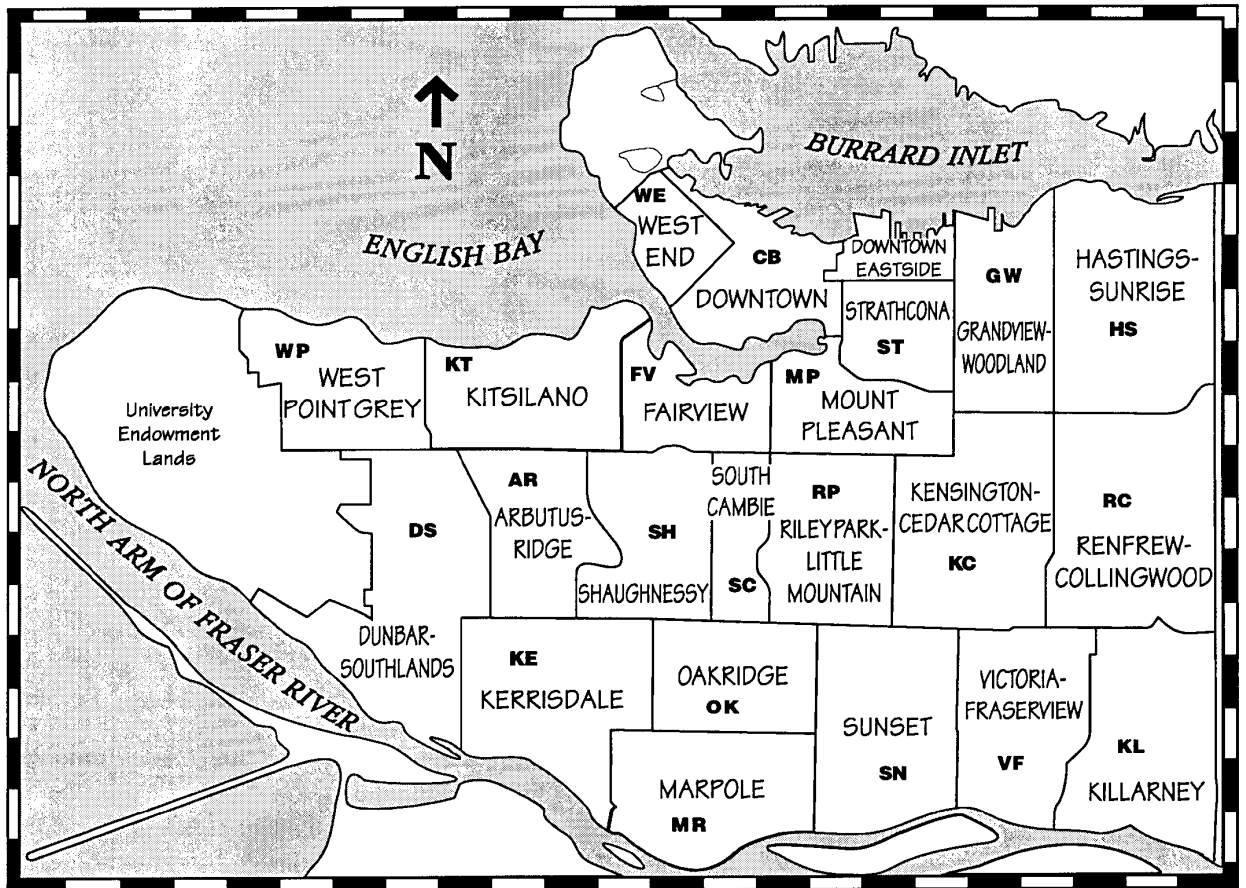 N
BURRARD INLET
ENGLISH BAY
WE
WEST
END
CB
DOWNTOWN
DOWNTOWN
EASTSIDE
STRATHCONA
ST
GW
GRANDVIEW-
WOODLAND
HASTINGS-
SUNRISE
HS
WP
WEST
POINT GREY
KT
KITSILANO
FV
FAIRVIEW
MP
MOUNT
PLEASANT
University
Endowment
Lands
NORTH ARM OF FRASER RIVER
DS
DUNBAR-
SOUTHLANDS
AR
ARBUTUS-
RIDGE
SH
SHAUGHNESSY
SOUTH
CAMBIE
SC
RP
RILEY PARK-
LITTLE
MOUNTAIN
KENSINGTON-
CEDAR COTTAGE
KC
RC
RENFREW-
COLLINGWOOD
KE
KERRISDALE
OAKRIDGE
OK
MARPOLE
MR
SUNSET
SN
VICTORIA-
FRASERVIEW
VF
KL
KILLARNEY